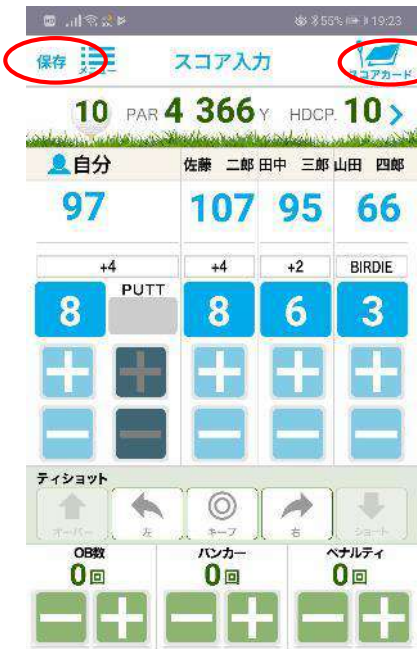 HD 55% 19:23
保存 メニュー スコア入力 スコアカード
10 PAR 4 366 Y HDCP. 10 >
自分 佐藤 二郎 田中 三郎 山田 四郎
97 107 95 66
+4 +4 +2 BIRDIE
8 PUTT 8 6 3
+ + + + +
− − − − −
ティショット
オーバー 左 キープ 右 ショート
OB数 バンカー ペナルティ
0回 0回 0回
− + − + − +